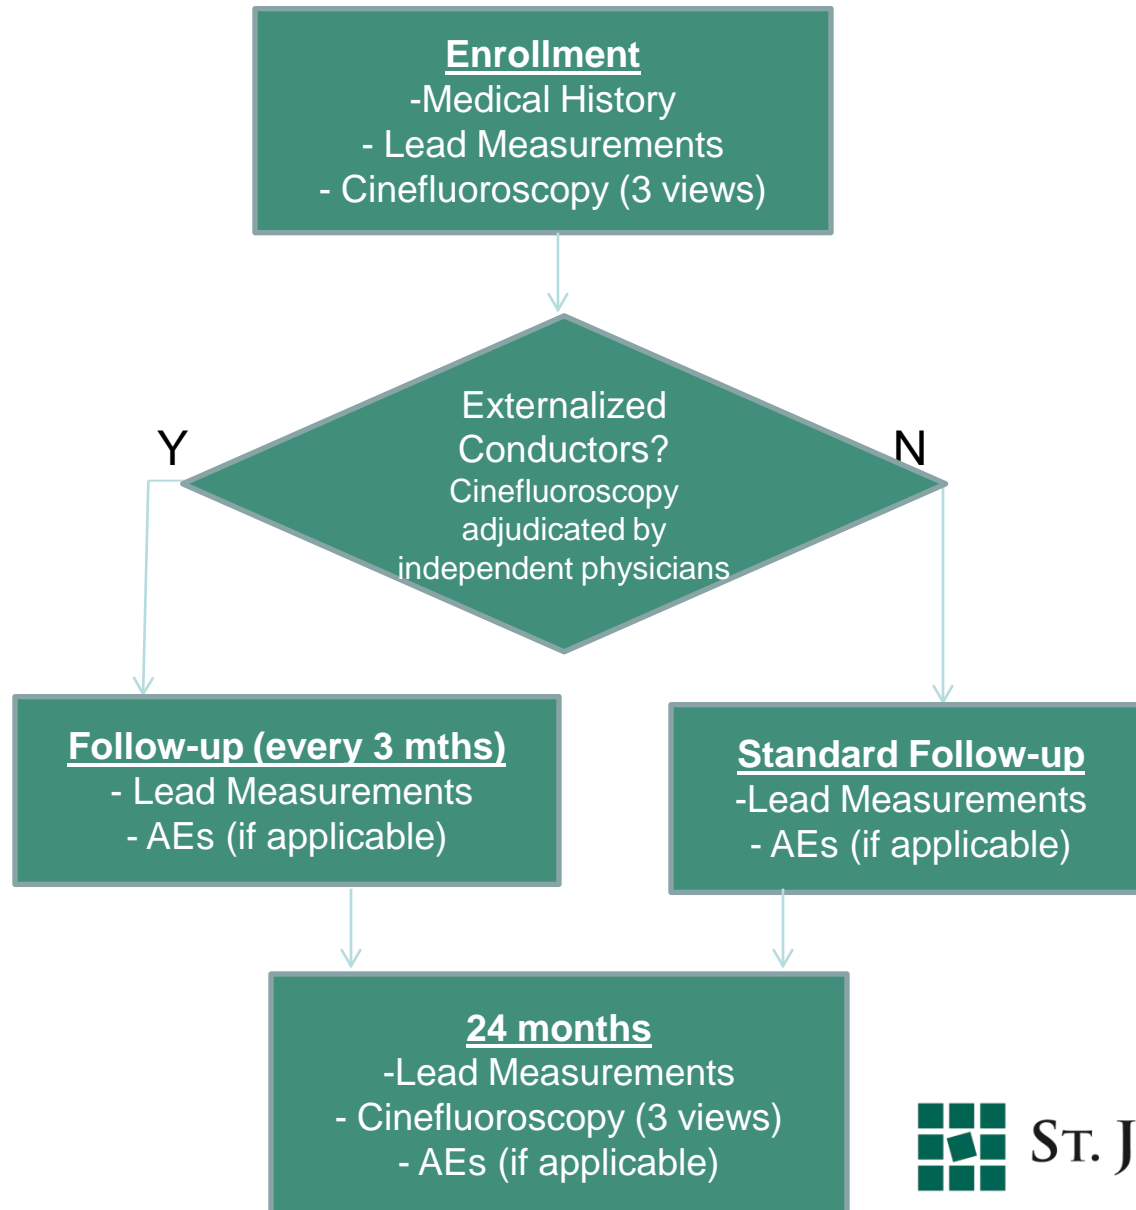 Enrollment
-Medical History
- Lead Measurements
- Cinefluoroscopy (3 views)
Externalized
Conductors?
Cinefluoroscopy
adjudicated by
independent physicians
Y
N
Follow-up (every 3 mths)
- Lead Measurements
- AEs (if applicable)
Standard Follow-up
-Lead Measurements
- AEs (if applicable)
24 months
-Lead Measurements
- Cinefluoroscopy (3 views)
- AEs (if applicable)
ST. J